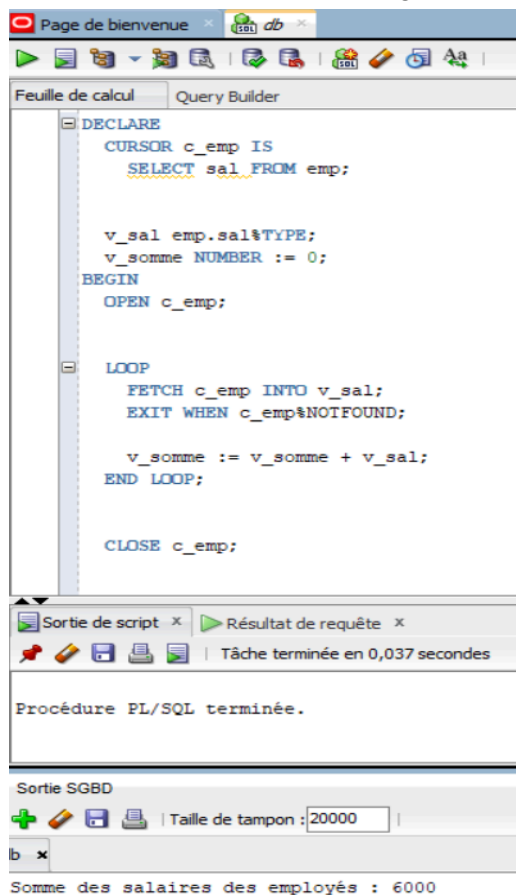 Page de bienvenue
db
Feuille de calcul Query Builder
DECLARE
CURSOR c_emp IS
SELECT sal FROM emp;
v_sal emp.sal%TYPE;
v_somme NUMBER := 0;
BEGIN
OPEN c_emp;
LOOP
FETCH c_emp INTO v_sal;
EXIT WHEN c_emp%NOTFOUND;
v_somme := v_somme + v_sal;
END LOOP;
CLOSE c_emp;
Sortie de script x Résultat de requête x
Tâche terminée en 0,037 secondes
Procédure PL/SQL terminée.
Sortie SGBD
Taille de tampon : 20000
b x
Somme des salaires des employés : 6000